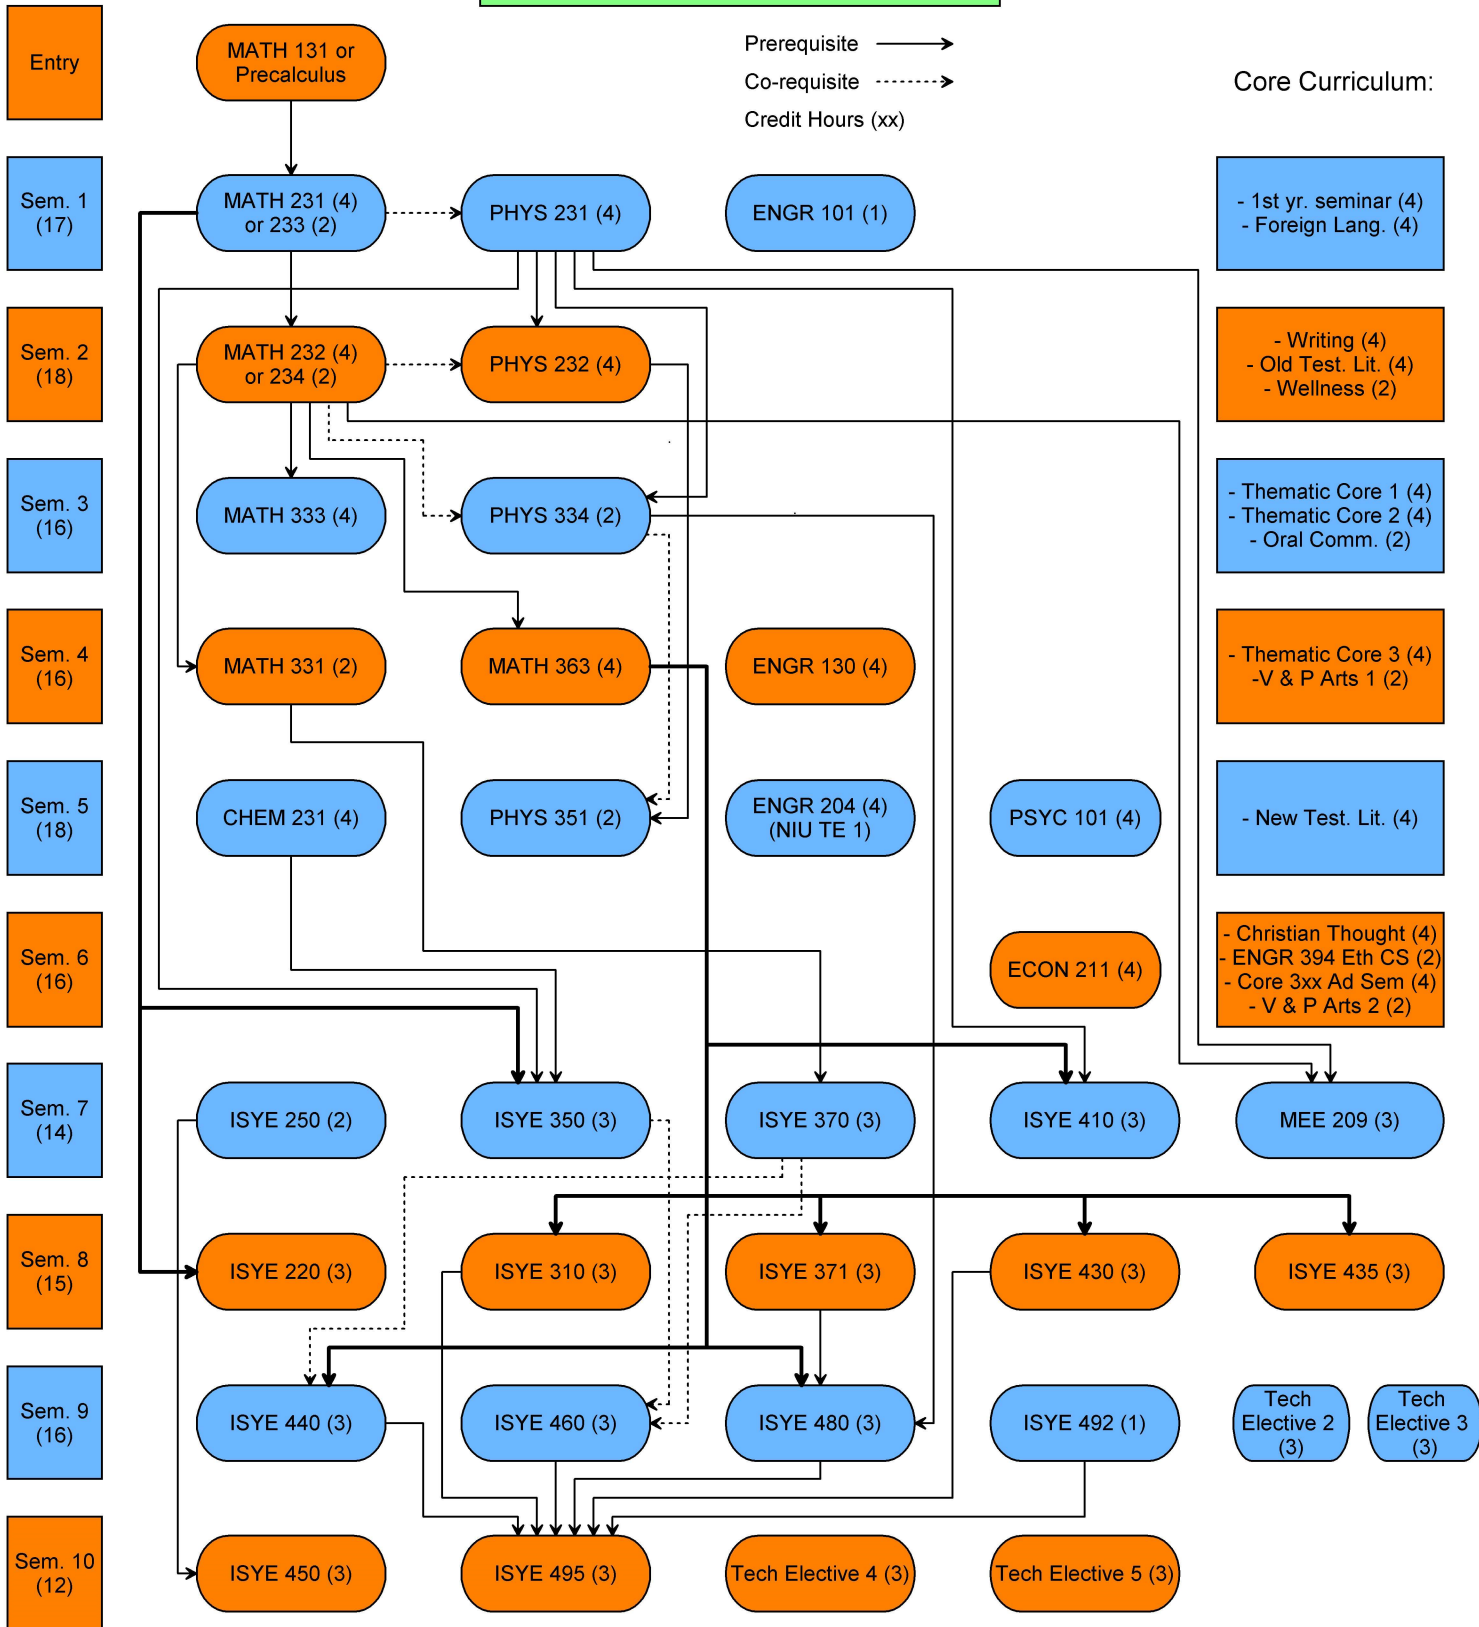 Entry
MATH 131 or
Precalculus
Prerequisite
Co-requisite
Credit Hours (xx)
Core Curriculum:
Sem. 1
(17)
MATH 231 (4)
or 233 (2)
PHYS 231 (4)
ENGR 101 (1)
- 1st yr. seminar (4)
- Foreign Lang. (4)
Sem. 2
(18)
MATH 232 (4)
or 234 (2)
PHYS 232 (4)
- Writing (4)
- Old Test. Lit. (4)
- Wellness (2)
Sem. 3
(16)
MATH 333 (4)
PHYS 334 (2)
- Thematic Core 1 (4)
- Thematic Core 2 (4)
- Oral Comm. (2)
Sem. 4
(16)
MATH 331 (2)
MATH 363 (4)
ENGR 130 (4)
- Thematic Core 3 (4)
-V & P Arts 1 (2)
Sem. 5
(18)
CHEM 231 (4)
PHYS 351 (2)
ENGR 204 (4)
(NIU TE 1)
PSYC 101 (4)
- New Test. Lit. (4)
Sem. 6
(16)
ECON 211 (4)
- Christian Thought (4)
- ENGR 394 Eth CS (2)
- Core 3xx Ad Sem (4)
- V & P Arts 2 (2)
Sem. 7
(14)
ISYE 250 (2)
ISYE 350 (3)
ISYE 370 (3)
ISYE 410 (3)
MEE 209 (3)
Sem. 8
(15)
ISYE 220 (3)
ISYE 310 (3)
ISYE 371 (3)
ISYE 430 (3)
ISYE 435 (3)
Sem. 9
(16)
ISYE 440 (3)
ISYE 460 (3)
ISYE 480 (3)
ISYE 492 (1)
Tech
Elective 2
(3)
Tech
Elective 3
(3)
Sem. 10
(12)
ISYE 450 (3)
ISYE 495 (3)
Tech Elective 4 (3)
Tech Elective 5 (3)